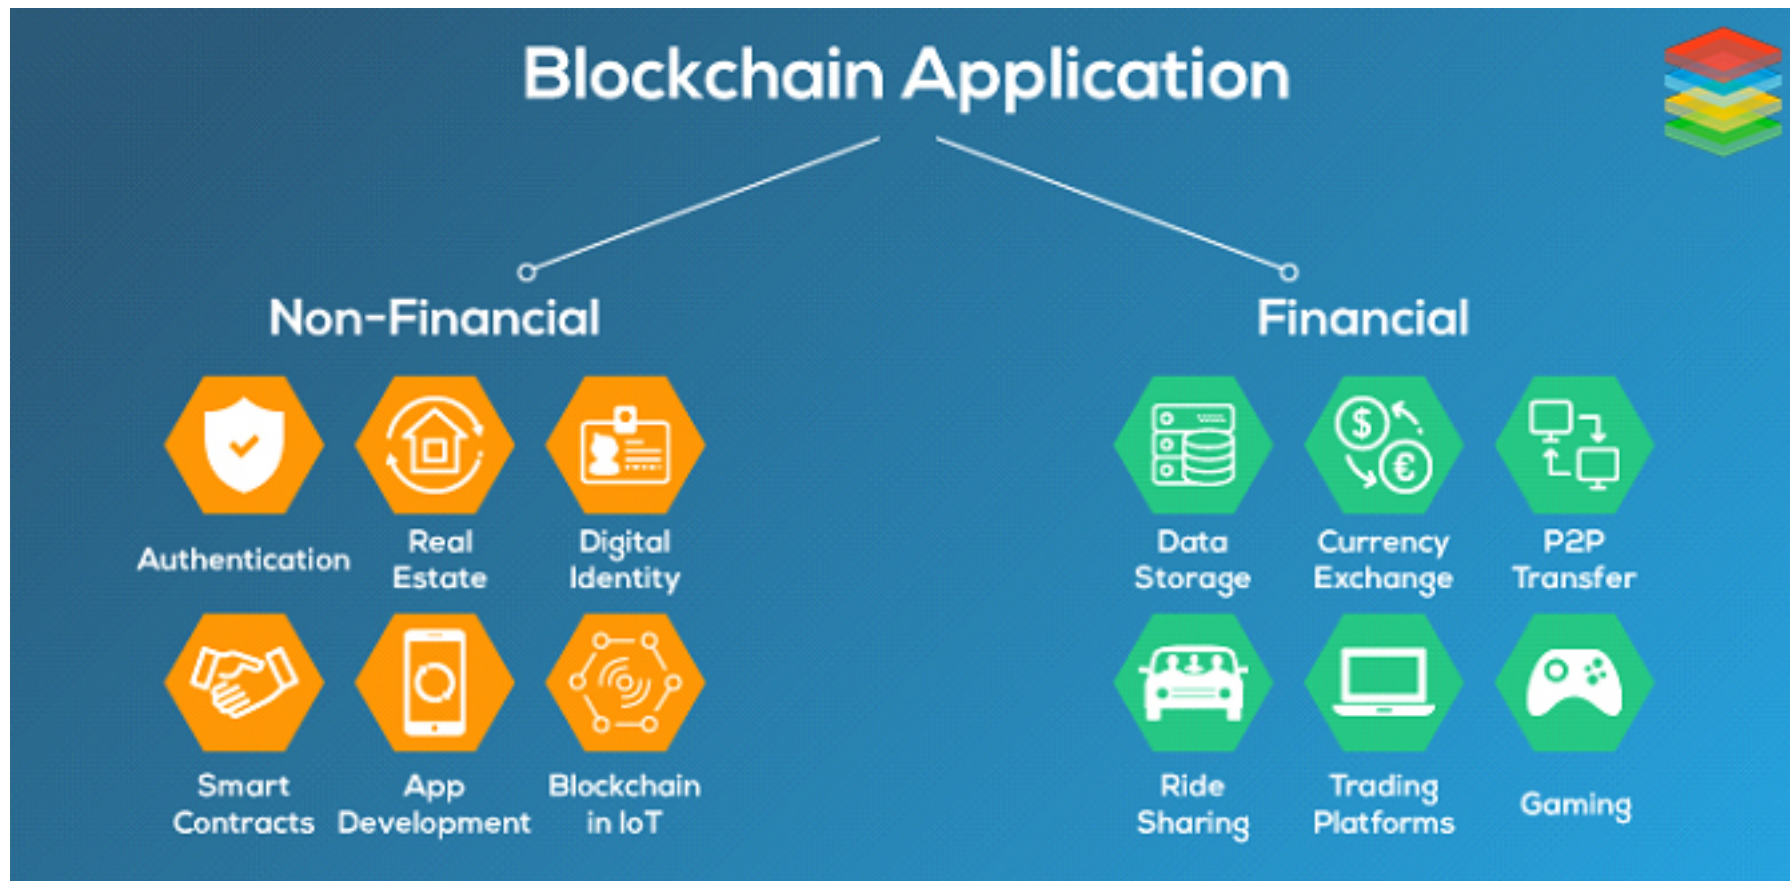 Blockchain Application
Non-Financial
Authentication
Real
Estate
Digital
Identity
Smart
Contracts
App
Development
Blockchain
in IoT
Financial
Data
Storage
Currency
Exchange
P2P
Transfer
Ride
Sharing
Trading
Platforms
Gaming